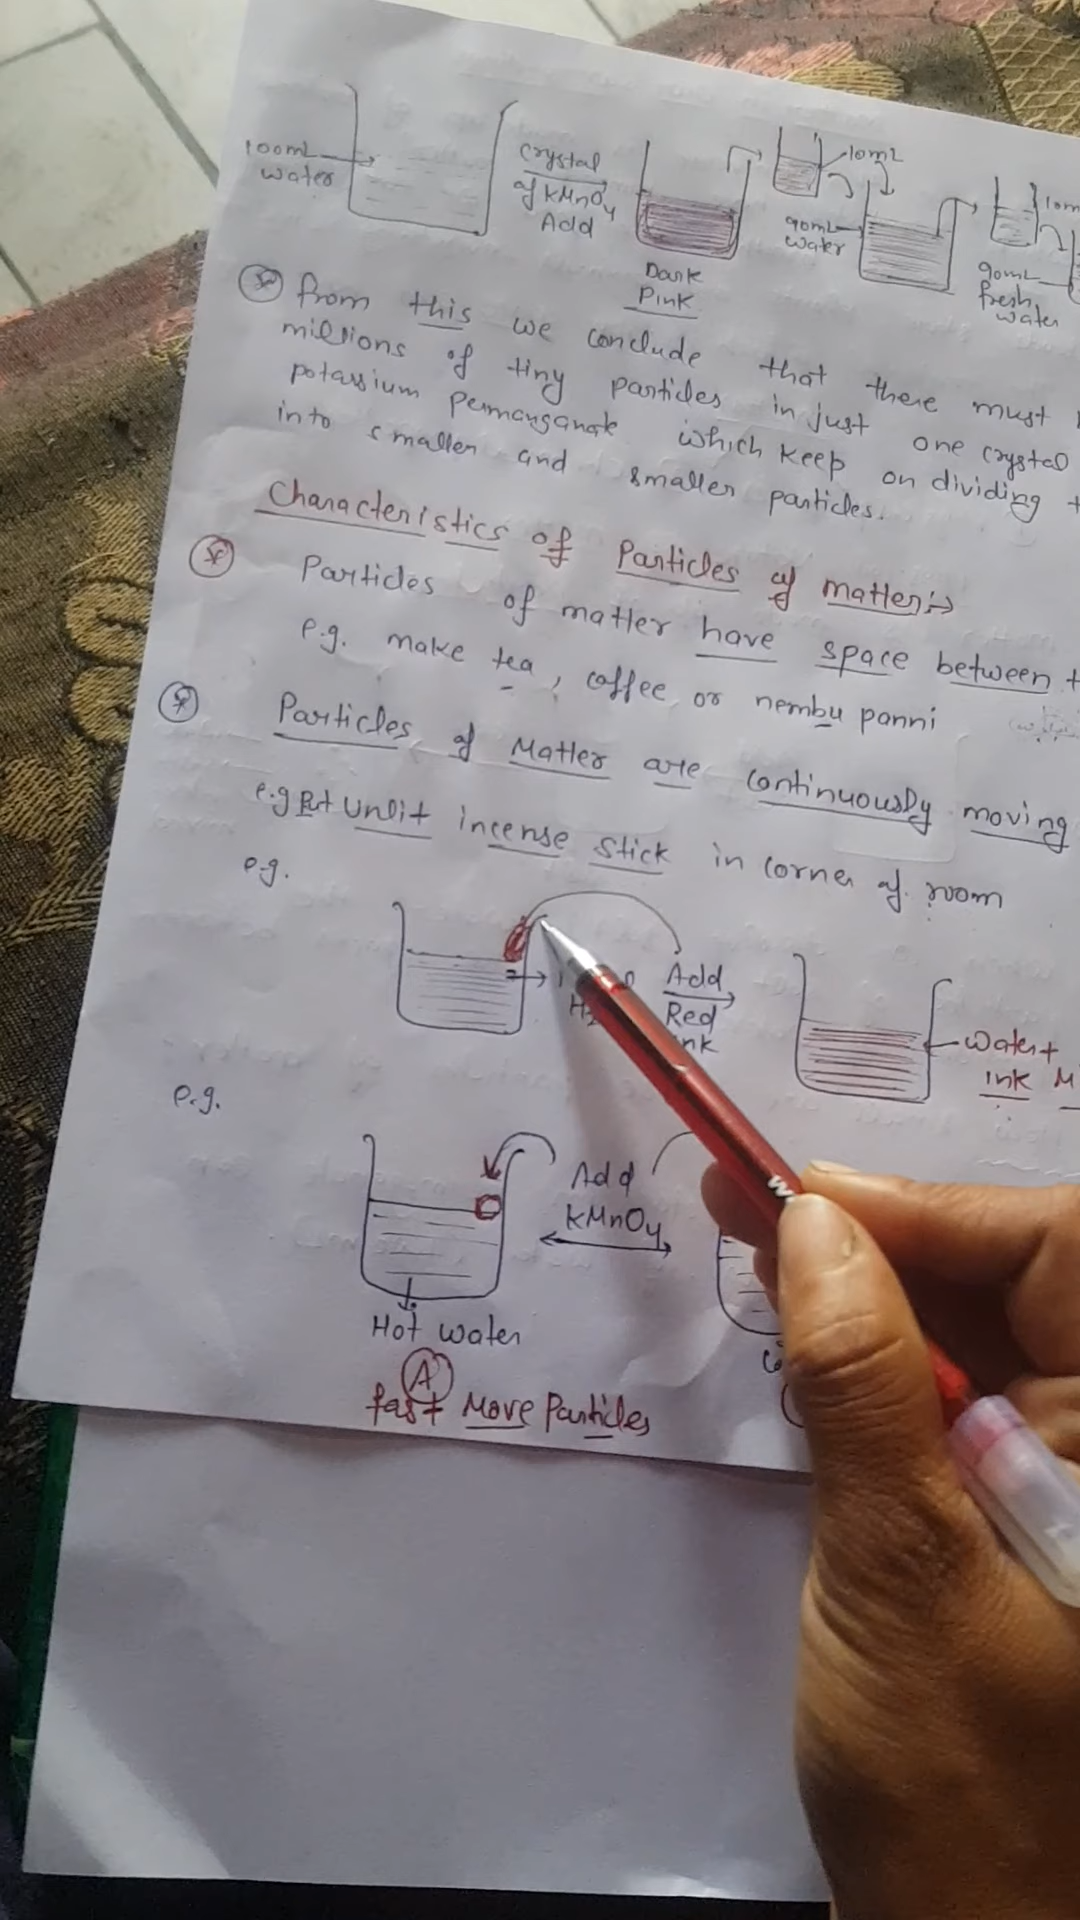 100mL
water
Crystal
of KMnO4
Add
Dark
Pink
10mL
90mL
water
10m
90mL
fresh
water
from this we conclude that there must
millions of tiny particles in just one crystal
potassium permanganate which keep on dividing
into smaller and smaller particles.
Characteristics of Particles of matter:→
Particles of matter have space between
e.g. make tea, coffee or nembu panni
Particles of Matter are continuously moving
e.g Put unlit incense stick in corner of room
e.g.
Add
Red
water+
ink
e.g.
Add
KMnO4
Hot water
A
fast Move Particles